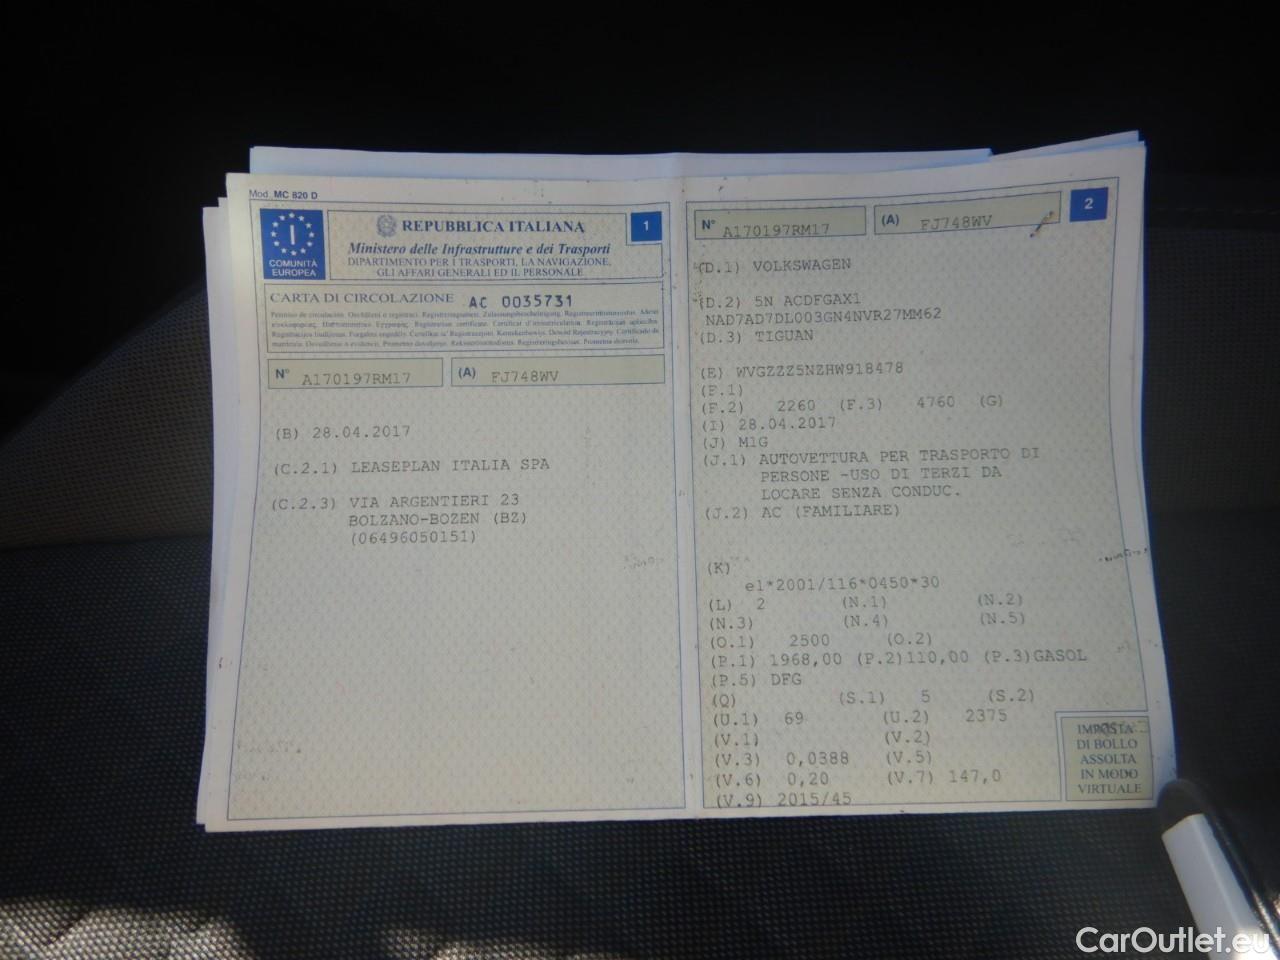 Mod. MC 820 D
I
COMUNITÀ
EUROPEA
REPUBBLICA ITALIANA
1
Ministero delle Infrastrutture e dei Trasporti
DIPARTIMENTO PER I TRASPORTI, LA NAVIGAZIONE,
GLI AFFARI GENERALI ED IL PERSONALE
CARTA DI CIRCOLAZIONE AC 0035731
N° A170197RM17 (A) FJ748WV
(B) 28.04.2017
(C.2.1) LEASEPLAN ITALIA SPA
(C.2.3) VIA ARGENTIERI 23
BOLZANO-BOZEN (BZ)
(06496050151)
N° A170197RM17 (A) FJ748WV
2
(D.1) VOLKSWAGEN
(D.2) 5N ACDFGAX1
NAD7AD7DL003GN4NVR27MM62
(D.3) TIGUAN
(E) WVGZZZ5NZHW918478
(F.1)
(F.2) 2260 (F.3) 4760 (G)
(I) 28.04.2017
(J) M1G
(J.1) AUTOVETTURA PER TRASPORTO DI
PERSONE -USO DI TERZI DA
LOCARE SENZA CONDUC.
(J.2) AC (FAMILIARE)
(K)
e1*2001/116*0450*30
(L) 2 (N.1) (N.2)
(N.3) (N.4) (N.5)
(O.1) 2500 (O.2)
(P.1) 1968,00 (P.2)110,00 (P.3)GASOL
(P.5) DFG
(Q) (S.1) 5 (S.2)
(U.1) 69 (U.2) 2375
(V.1) (V.2)
(V.3) 0,0388 (V.5)
(V.6) 0,20 (V.7) 147,0
(V.9) 2015/45
IMPOSTA
DI BOLLO
ASSOLTA
IN MODO
VIRTUALE
CarOutlet.eu